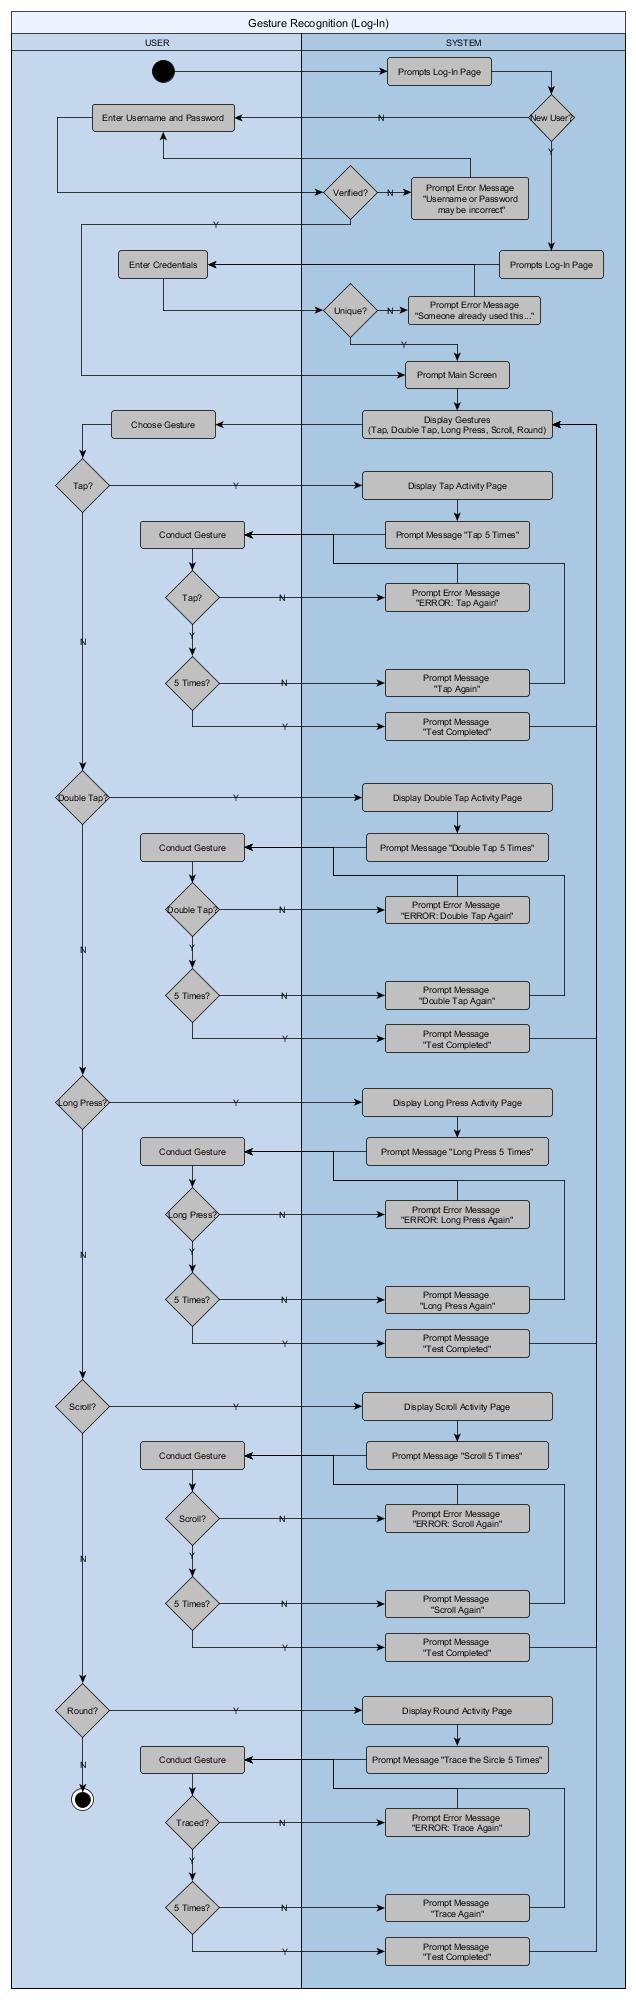 Gesture Recognition (Log-In)
USER
SYSTEM
Prompts Log-In Page
New User?
N
Enter Username and Password
Y
Verified?
N
Prompt Error Message
"Username or Password
may be incorrect"
Y
Enter Credentials
Prompts Log-In Page
Unique?
N
Prompt Error Message
"Someone already used this..."
Y
Prompt Main Screen
Choose Gesture
Display Gestures
(Tap, Double Tap, Long Press, Scroll, Round)
Tap?
Y
Display Tap Activity Page
Conduct Gesture
Prompt Message "Tap 5 Times"
Tap?
N
Prompt Error Message
"ERROR: Tap Again"
Y
N
5 Times?
N
Prompt Message
"Tap Again"
Y
Prompt Message
"Test Completed"
Double Tap?
Y
Display Double Tap Activity Page
Conduct Gesture
Prompt Message "Double Tap 5 Times"
Double Tap?
N
Prompt Error Message
"ERROR: Double Tap Again"
Y
N
5 Times?
N
Prompt Message
"Double Tap Again"
Y
Prompt Message
"Test Completed"
Long Press?
Y
Display Long Press Activity Page
Conduct Gesture
Prompt Message "Long Press 5 Times"
Long Press?
N
Prompt Error Message
"ERROR: Long Press Again"
Y
N
5 Times?
N
Prompt Message
"Long Press Again"
Y
Prompt Message
"Test Completed"
Scroll?
Y
Display Scroll Activity Page
Conduct Gesture
Prompt Message "Scroll 5 Times"
Scroll?
N
Prompt Error Message
"ERROR: Scroll Again"
Y
N
5 Times?
N
Prompt Message
"Scroll Again"
Y
Prompt Message
"Test Completed"
Round?
Y
Display Round Activity Page
Conduct Gesture
Prompt Message "Trace the Sircle 5 Times"
N
Traced?
N
Prompt Error Message
"ERROR: Trace Again"
Y
5 Times?
N
Prompt Message
"Trace Again"
Y
Prompt Message
"Test Completed"